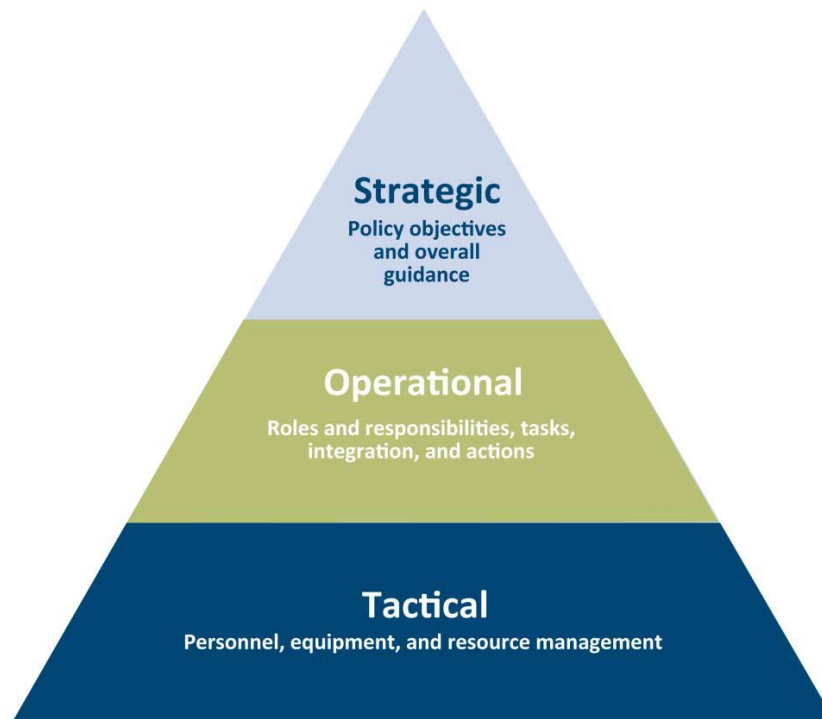 Strategic
Policy objectives
and overall
guidance
Operational
Roles and responsibilities, tasks,
integration, and actions
Tactical
Personnel, equipment, and resource management